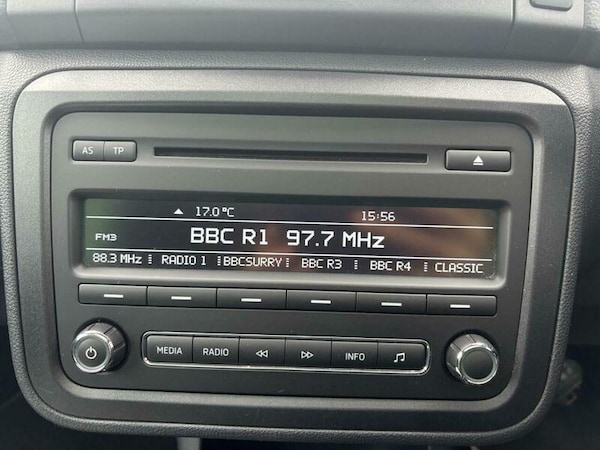 AS TP
17.0°C 15:56
FM3 BBC R1 97.7 MHz
88.3 MHz RADIO 1 BBCSURRY BBC R3 BBC R4 CLASSIC
MEDIA RADIO INFO